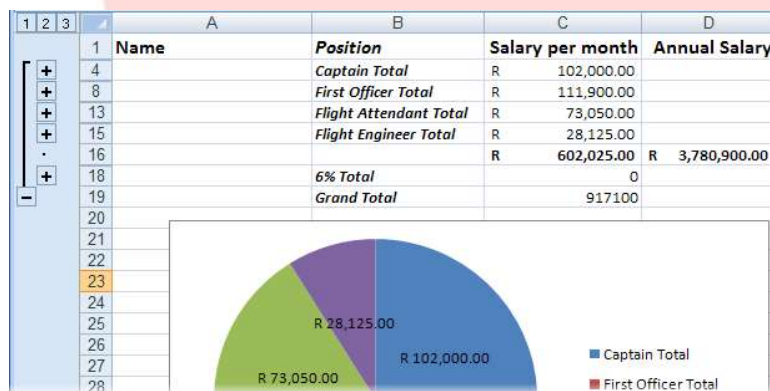 1 2 3 A B C D
1 Name Position Salary per month Annual Salary
4 Captain Total R 102,000.00
8 First Officer Total R 111,900.00
13 Flight Attendant Total R 73,050.00
15 Flight Engineer Total R 28,125.00
16 R 602,025.00 R 3,780,900.00
18 6% Total 0
19 Grand Total 917100
20
21
22
23
24
25 R 28,125.00
26 R 102,000.00 Captain Total
27 R 73,050.00
28 First Officer Total